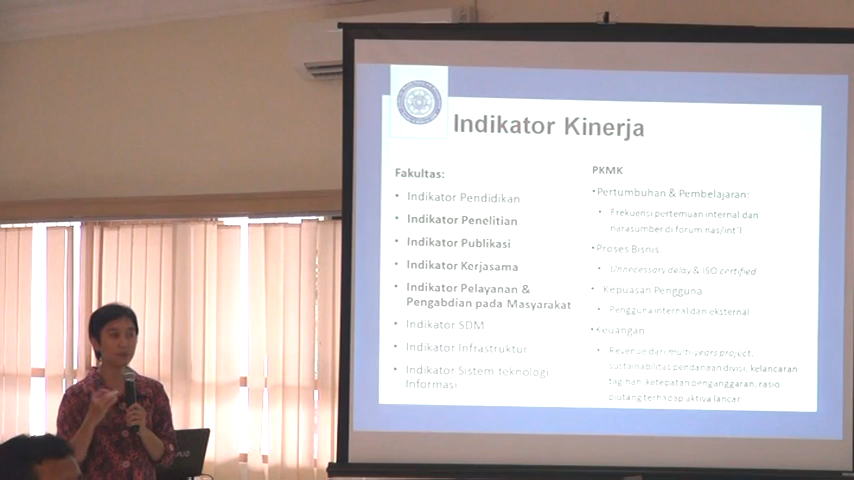 Indikator Kinerja
Fakultas:
• Indikator Pendidikan
• Indikator Penelitian
• Indikator Publikasi
• Indikator Kerjasama
• Indikator Pelayanan &
Pengabdian pada Masyarakat
• Indikator SDM
• Indikator Infrastruktur
• Indikator Sistem teknologi
Informasi
PKMK
•Pertumbuhan & Pembelajaran:
• Frekuensi pertemuan internal dan
narasumber di forum nas/int'l
•Proses Bisnis
• Unnecessary delay & ISO certified
• Kepuasan Pengguna
• Pengguna internal dan eksternal
•Keuangan
• Revenue dari multi-years project,
sustainabilitas pendanaan divisi, kelancaran
tagihan, ketepatan penganggaran, rasio
piutang terhadap aktiva lancar